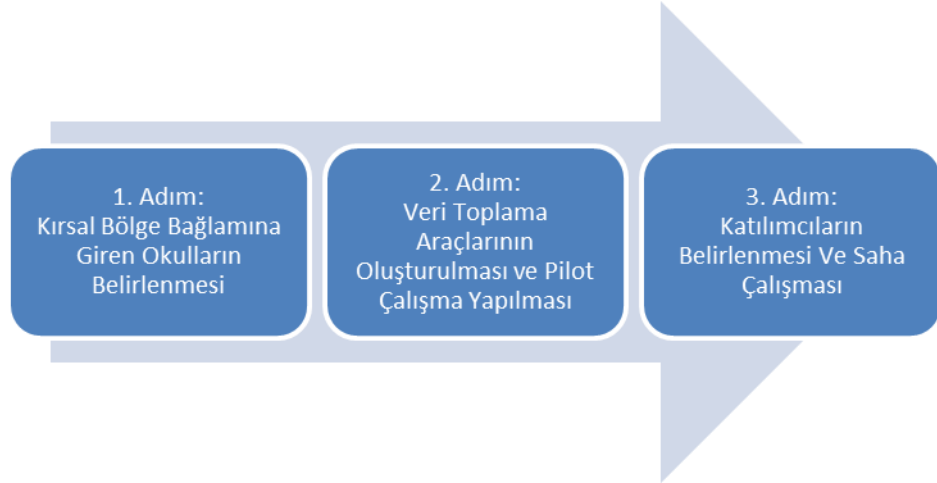 1. Adım:
Kırsal Bölge Bağlamına
Giren Okulların
Belirlenmesi
2. Adım:
Veri Toplama
Araçlarının
Oluşturulması ve Pilot
Çalışma Yapılması
3. Adım:
Katılımcıların
Belirlenmesi Ve Saha
Çalışması